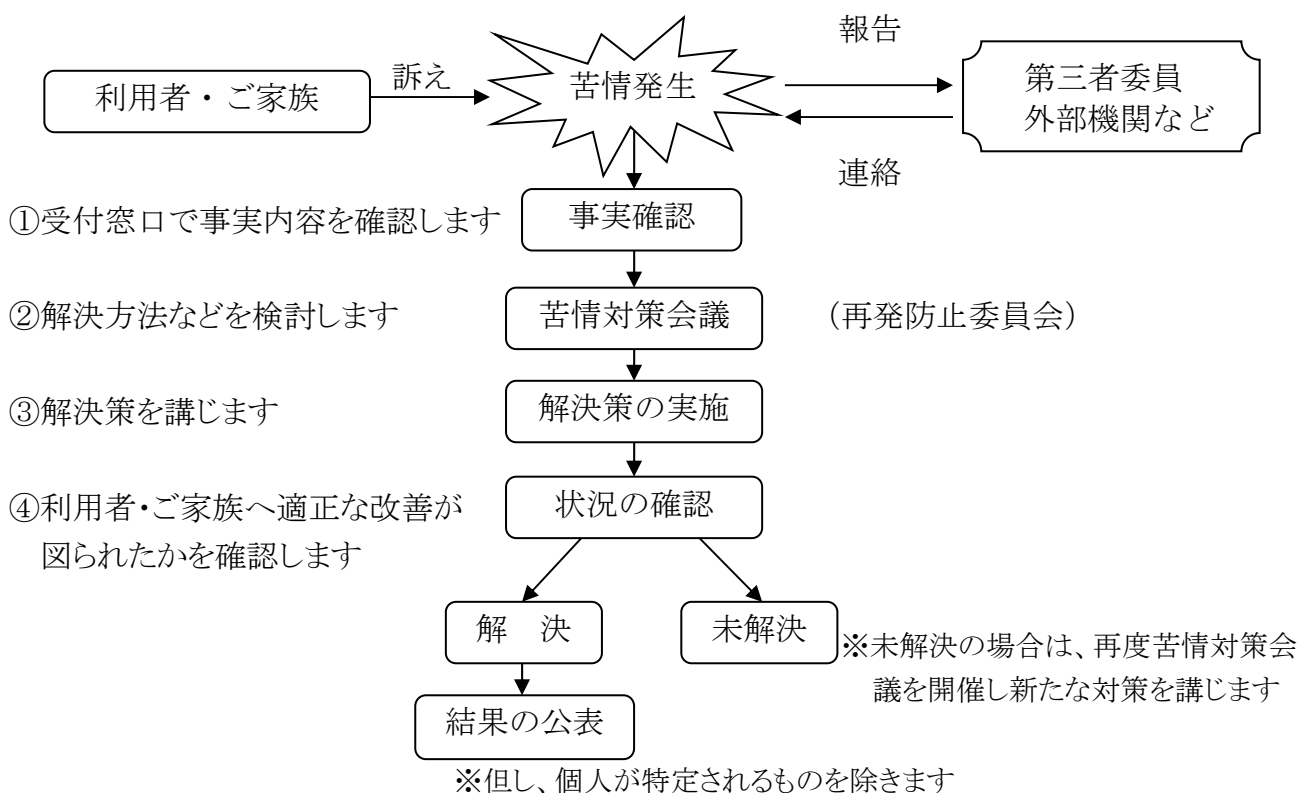 報告
利用者・ご家族
訴え
苦情発生
第三者委員
外部機関など
連絡
①受付窓口で事実内容を確認します
事実確認
②解決方法などを検討します
苦情対策会議
（再発防止委員会）
③解決策を講じます
解決策の実施
④利用者・ご家族へ適正な改善が
図られたかを確認します
状況の確認
解　決
未解決
※未解決の場合は、再度苦情対策会
議を開催し新たな対策を講じます
結果の公表
※但し、個人が特定されるものを除きます